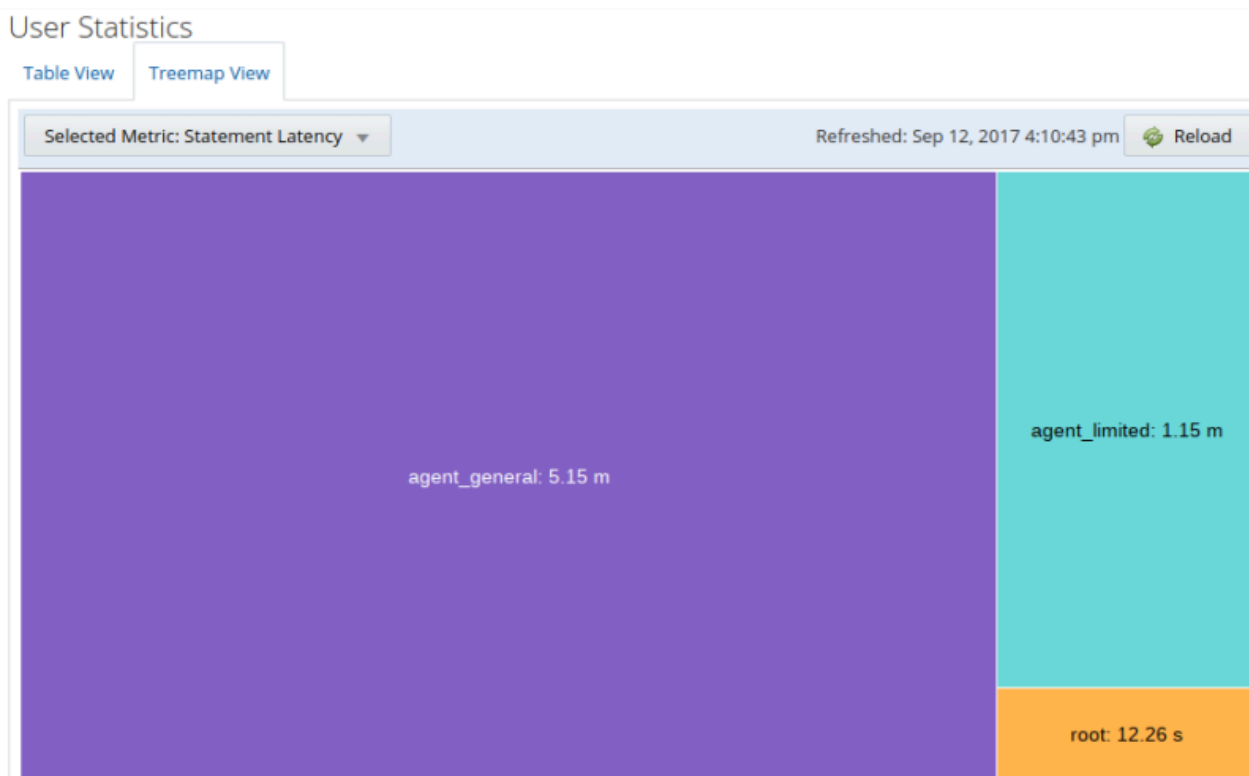 User Statistics
Table View Treemap View
Selected Metric: Statement Latency Refreshed: Sep 12, 2017 4:10:43 pm Reload
agent_limited: 1.15 m
agent_general: 5.15 m
root: 12.26 s